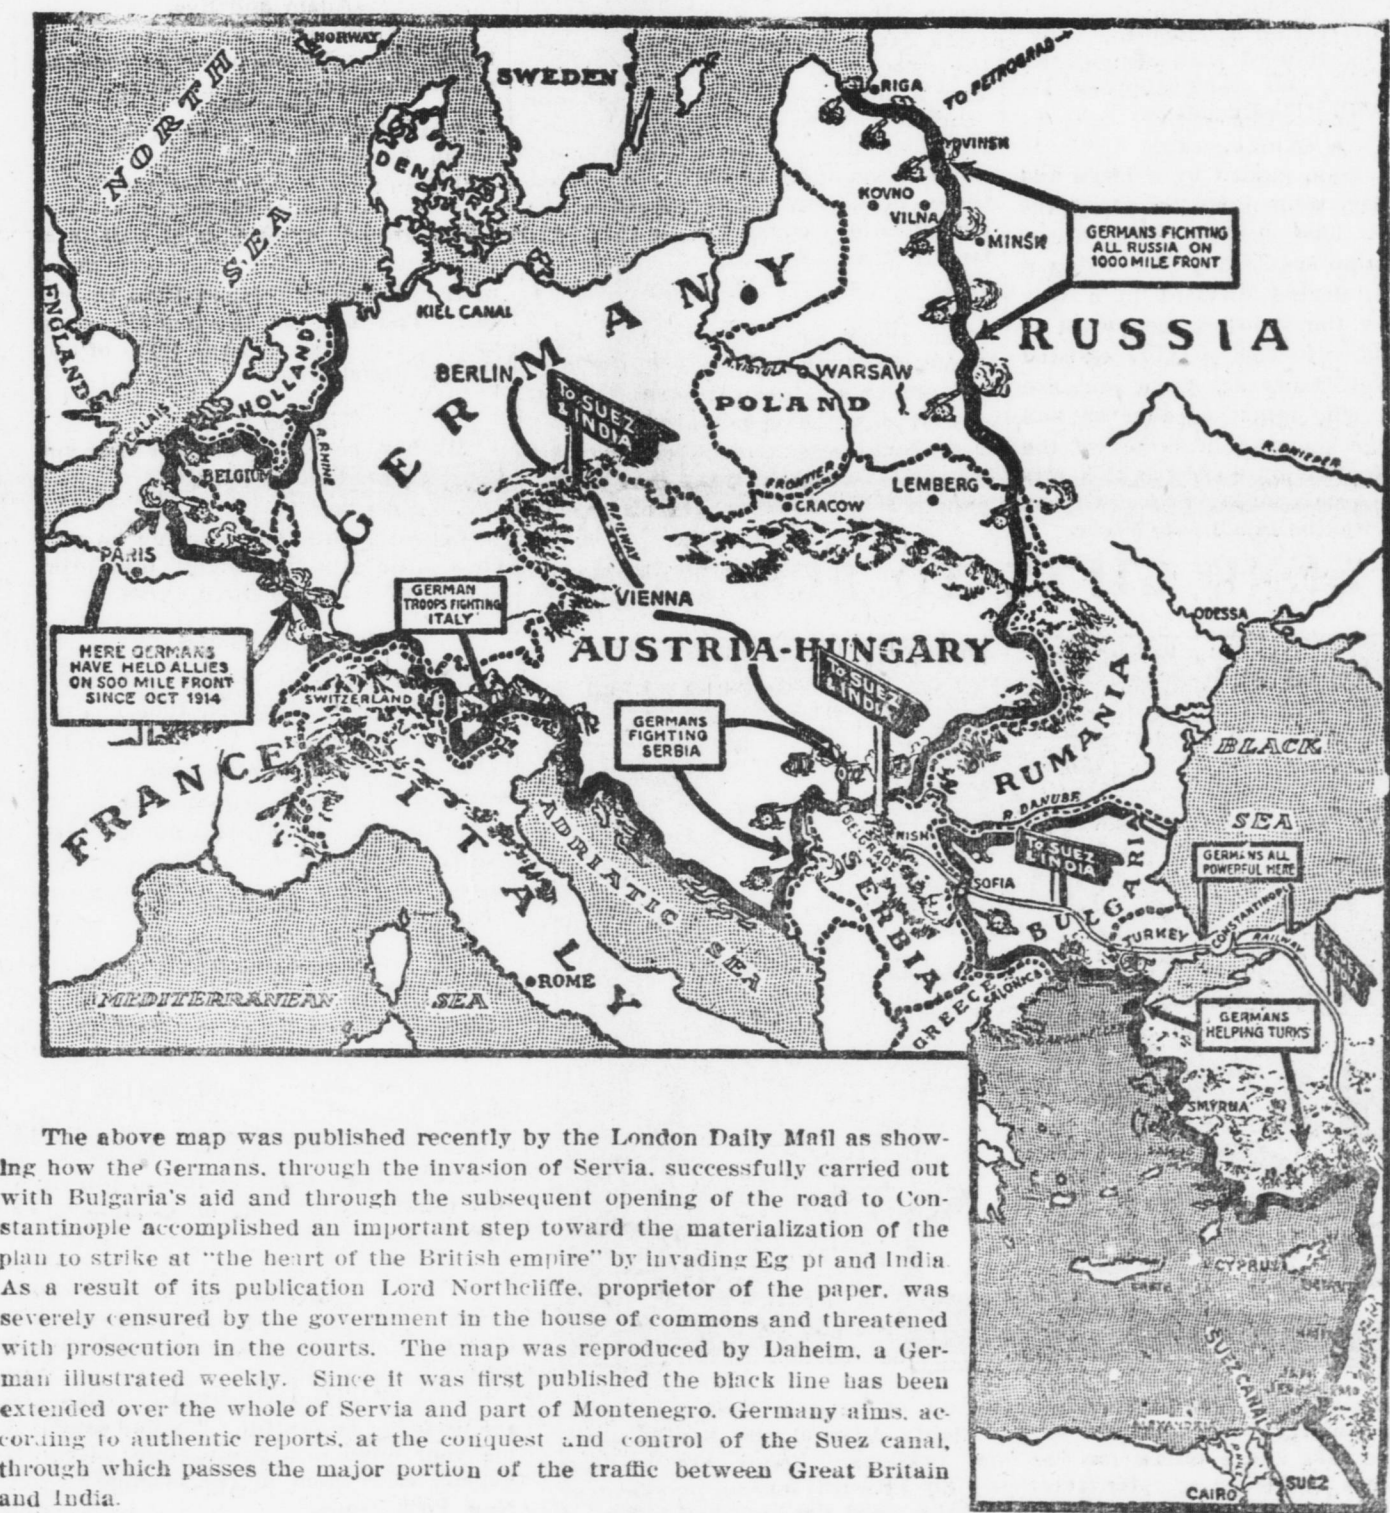 NORWAY
SWEDEN
NORTH
SEA
DENMARK
RIGA
TO PETROGRAD
DVINSK
KOVNO
VILNA
MINSK
GERMANS FIGHTING
ALL RUSSIA ON
1000 MILE FRONT
RUSSIA
ENGLAND
KIEL CANAL
HOLLAND
BERLIN
GERMANY
TO SUEZ
& INDIA
R. VISTULA
WARSAW
POLAND
CALAIS
BELGIUM
R RHINE
FRONTIER
CRACOW
LEMBERG
R. DNIEPER
RAILWAY
PARIS
GERMAN
TROOPS FIGHTING
ITALY
VIENNA
ODESSA
HERE GERMANS
HAVE HELD ALLIES
ON 500 MILE FRONT
SINCE OCT 1914
AUSTRIA-HUNGARY
SWITZERLAND
TO SUEZ
& INDIA
GERMANS
FIGHTING
SERBIA
RUMANIA
BLACK
SEA
FRANCE
ITALY
ADRIATIC
SEA
R. DANUBE
BELGRADE
NISH
TO SUEZ
& INDIA
SOFIA
SERBIA
BULGARIA
GERMANS ALL
POWERFUL HERE
TURKEY
CONSTANTINOPLE
RAILWAY
ROME
MEDITERRANEAN
SEA
GREECE
SALONICA
DARDANELLES
GERMANS
HELPING TURKS
SMYRNA
CYPRUS
CRETE
SUEZ CANAL
ALEXANDRIA
R NILE
CAIRO
SUEZ
The above map was published recently by the London Daily Mail as show-
ing how the Germans, through the invasion of Servia, successfully carried out
with Bulgaria's aid and through the subsequent opening of the road to Con-
stantinople accomplished an important step toward the materialization of the
plan to strike at "the heart of the British empire" by invading Eg pt and India
As a result of its publication Lord Northcliffe, proprietor of the paper, was
severely censured by the government in the house of commons and threatened
with prosecution in the courts. The map was reproduced by Daheim, a Ger-
man illustrated weekly. Since it was first published the black line has been
extended over the whole of Servia and part of Montenegro. Germany aims, ac-
cording to authentic reports, at the conquest and control of the Suez canal,
through which passes the major portion of the traffic between Great Britain
and India.